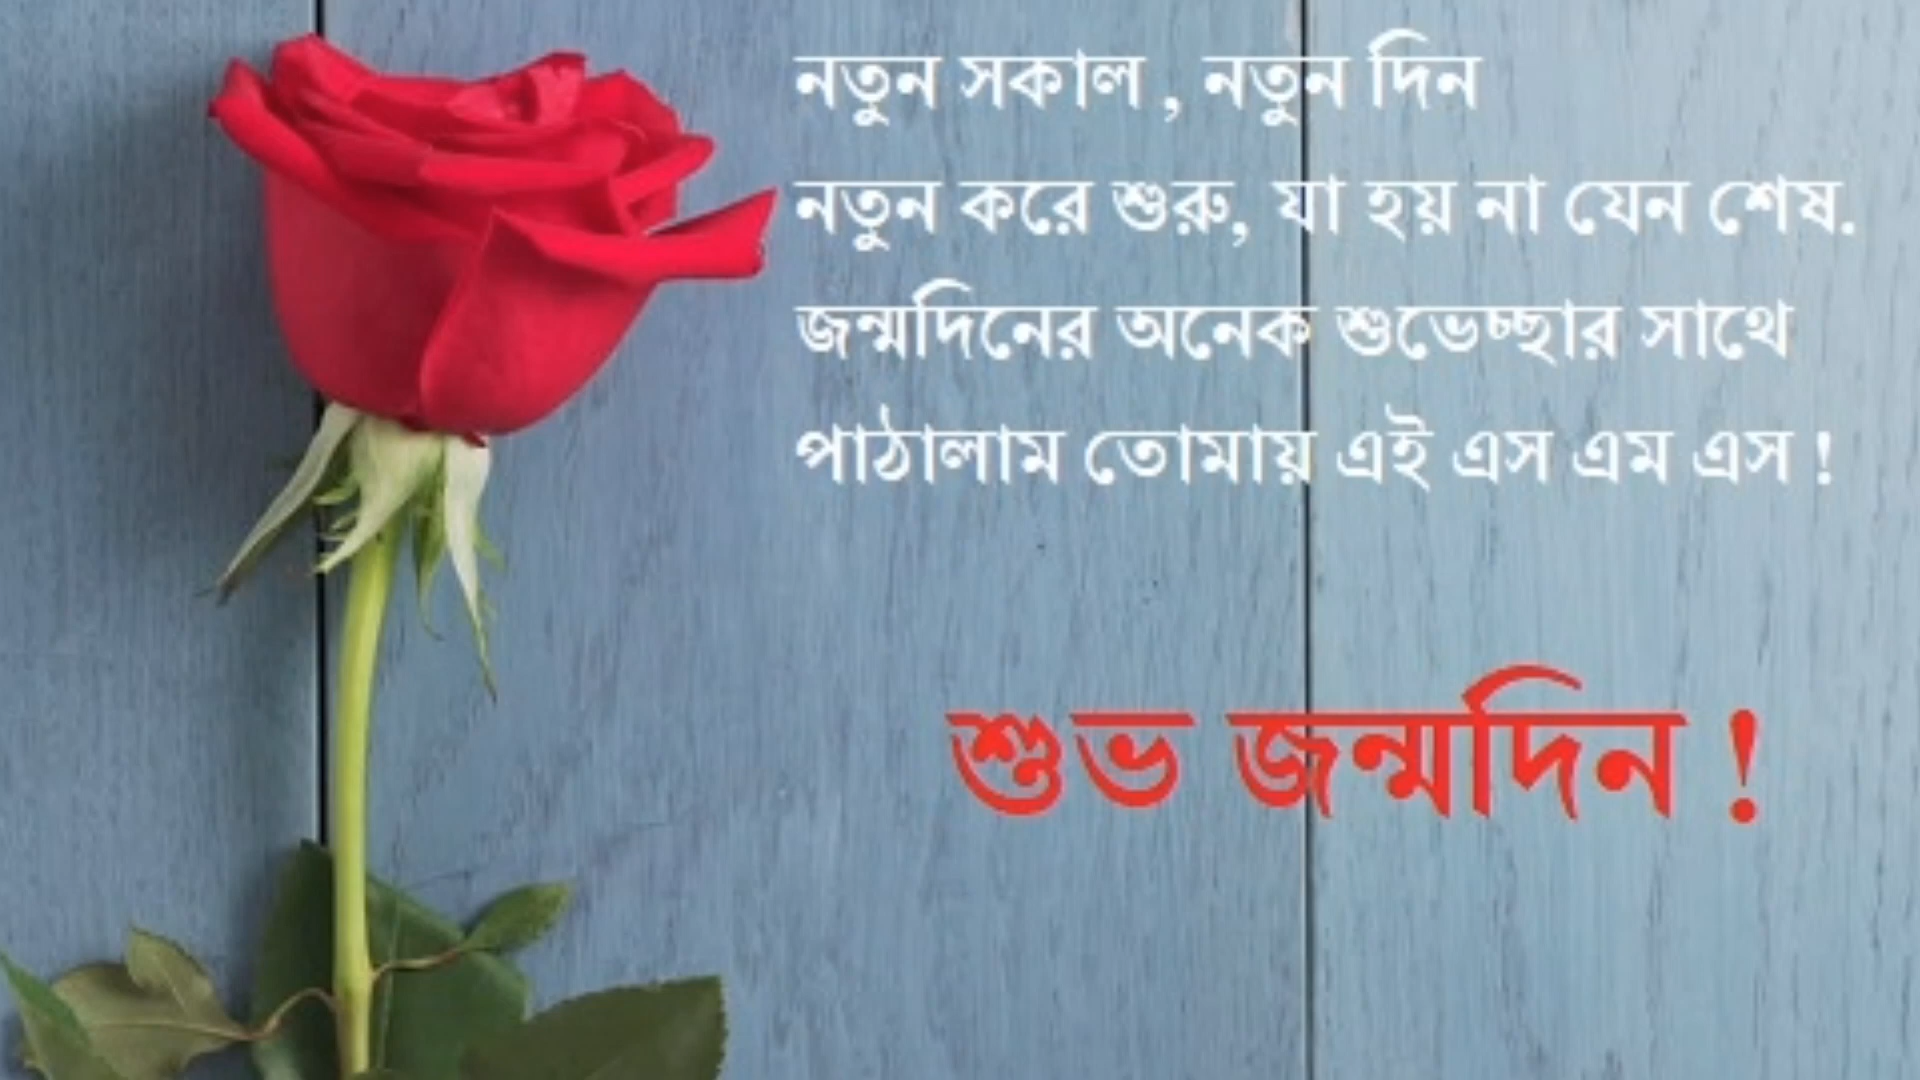 নতুন সকাল , নতুন দিন
নতুন করে শুরু, যা হয় না যেন শেষ.
জন্মদিনের অনেক শুভেচ্ছার সাথে
পাঠালাম তোমায় এই এস এম এস !
শুভ জন্মদিন !